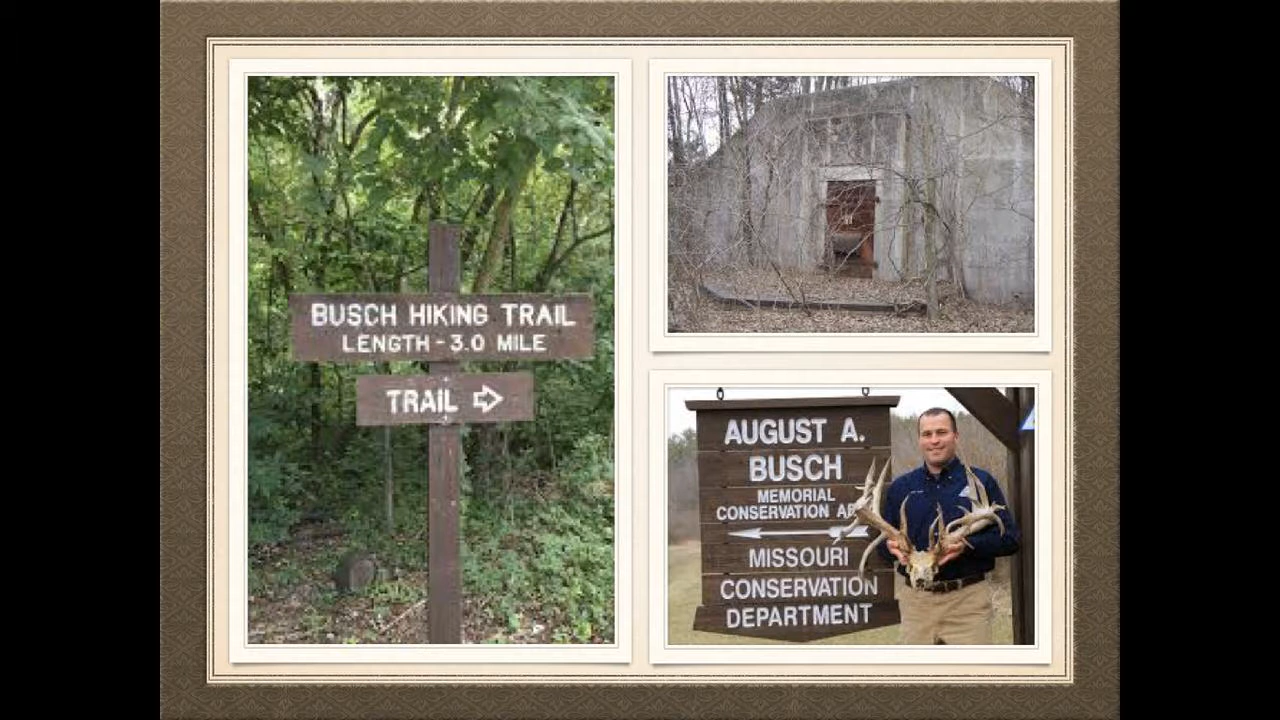 BUSCH HIKING TRAIL
LENGTH - 3.0 MILE
TRAIL
AUGUST A.
BUSCH
MEMORIAL
CONSERVATION
MISSOURI
CONSERVATION
DEPARTMENT